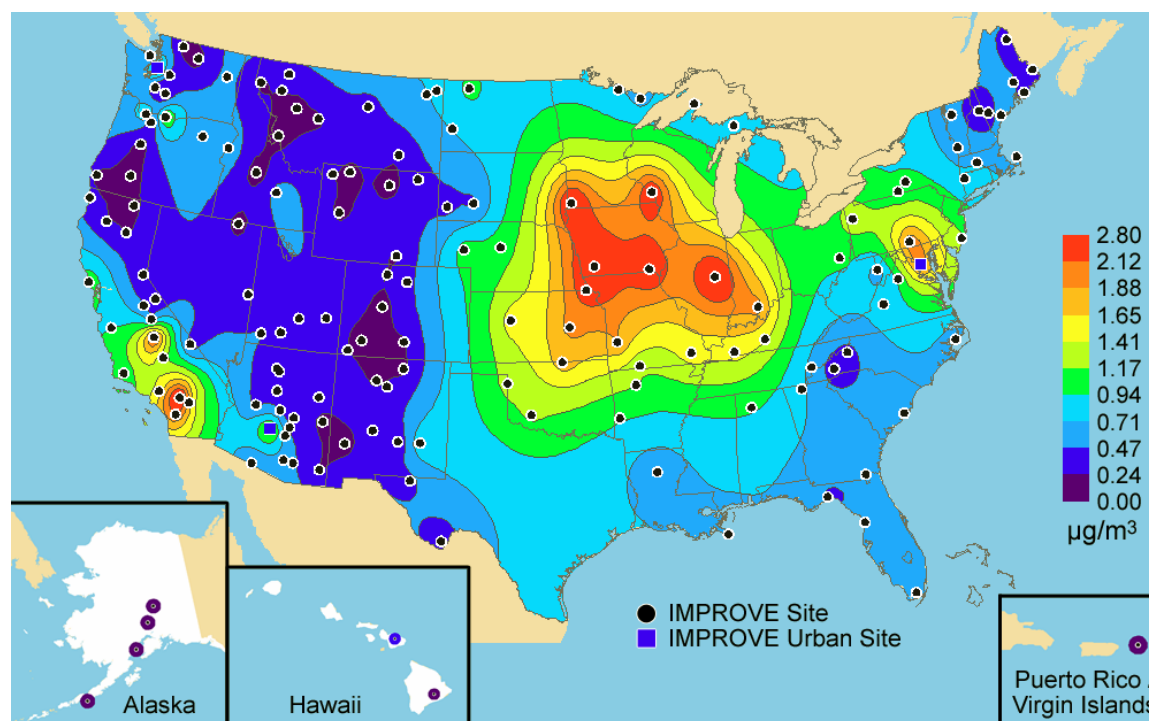 2.80
2.12
1.88
1.65
1.41
1.17
0.94
0.71
0.47
0.24
0.00
µg/m³
IMPROVE Site
IMPROVE Urban Site
Alaska
Hawaii
Puerto Rico
Virgin Islands